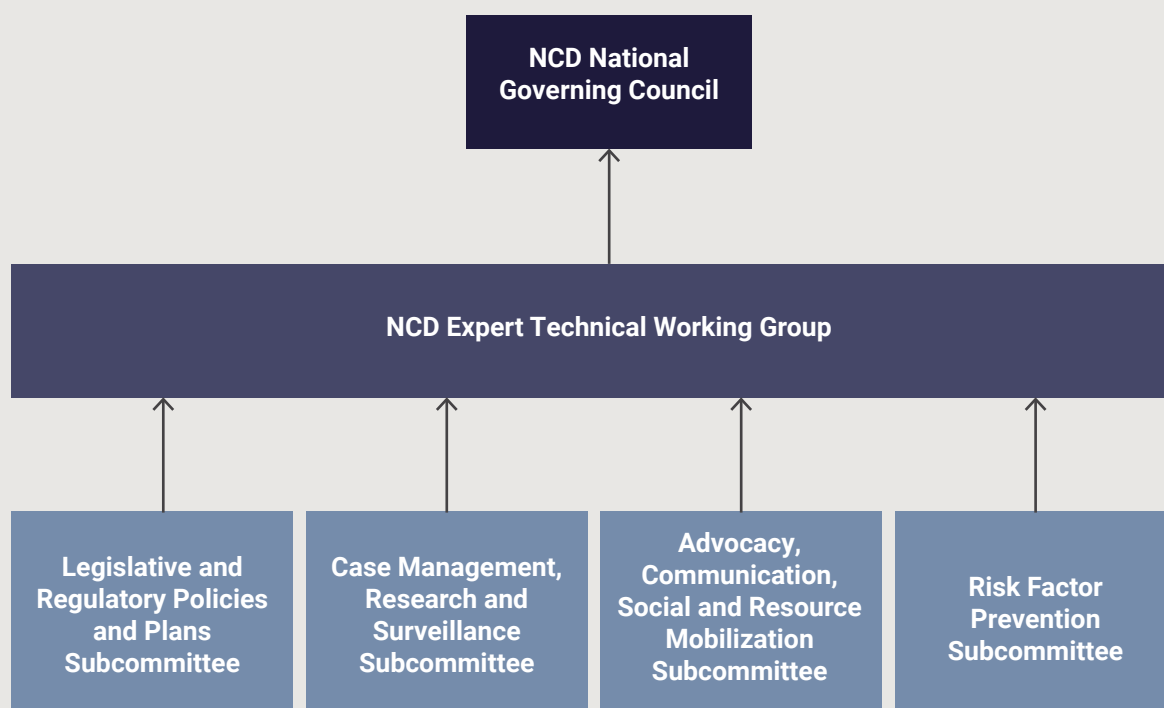 NCD National
Governing Council
NCD Expert Technical Working Group
Legislative and
Regulatory Policies
and Plans
Subcommittee
Case Management,
Research and
Surveillance
Subcommittee
Advocacy,
Communication,
Social and Resource
Mobilization
Subcommittee
Risk Factor
Prevention
Subcommittee